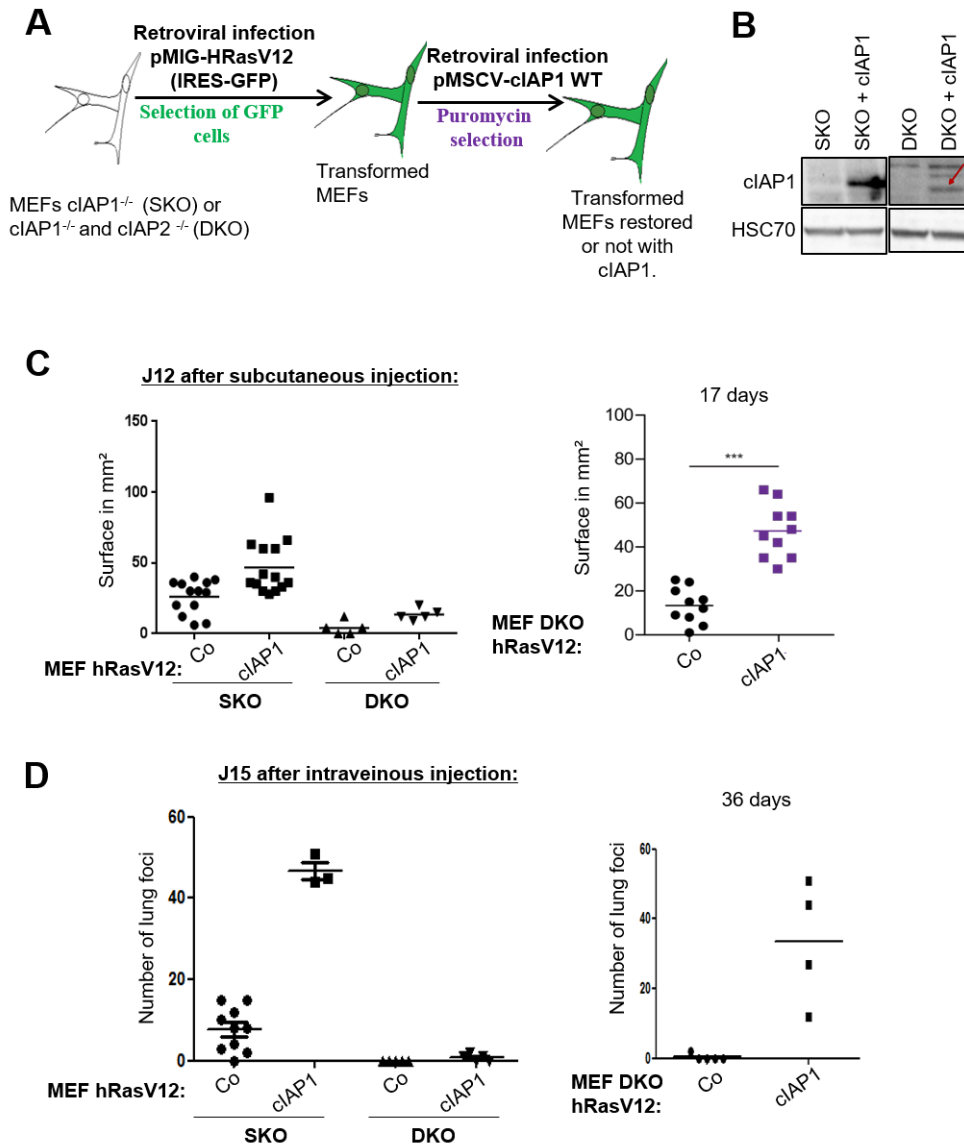 A
Retroviral infection
pMIG-HRasV12
(IRES-GFP)
Selection of GFP
cells
Retroviral infection
pMSCV-cIAP1 WT
Puromycin
selection
MEFs cIAP1-/- (SKO) or
cIAP1-/- and cIAP2 -/- (DKO)
Transformed
MEFs
Transformed
MEFs restored
or not with
cIAP1.
B
SKO
SKO + cIAP1
DKO
DKO + cIAP1
cIAP1
HSC70
C
J12 after subcutaneous injection:
Surface in mm²
150
100
50
0
Co
cIAP1
Co
cIAP1
MEF hRasV12:
SKO
DKO
17 days
Surface in mm²
100
80
60
40
20
0
***
Co
cIAP1
MEF DKO
hRasV12:
D
J15 after intraveinous injection:
Number of lung foci
60
40
20
0
Co
cIAP1
Co
cIAP1
MEF hRasV12:
SKO
DKO
36 days
Number of lung foci
60
40
20
0
Co
cIAP1
MEF DKO
hRasV12: